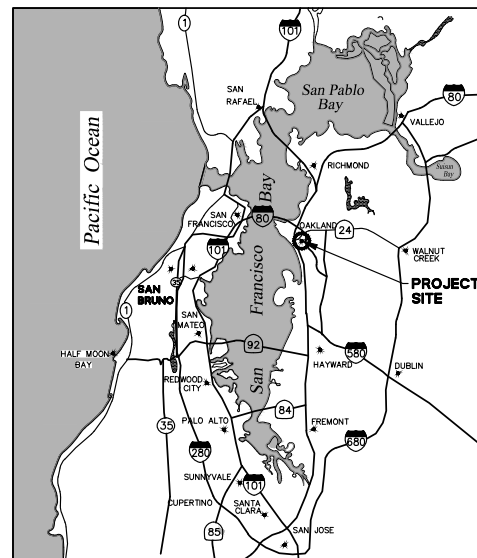 1
101
SAN
RAFAEL
San Pablo
Bay
80
VALLEJO
Suisun
Bay
RICHMOND
Pacific Ocean
SAN
FRANCISCO
80
OAKLAND
24
WALNUT
CREEK
101
PROJECT
SITE
San Francisco Bay
35
SAN
BRUNO
1
SAN
MATEO
HALF MOON
BAY
92
HAYWARD
580
DUBLIN
REDWOOD
CITY
84
35
PALO ALTO
FREMONT
280
680
SUNNYVALE
101
CUPERTINO
SANTA
CLARA
85
SAN JOSE